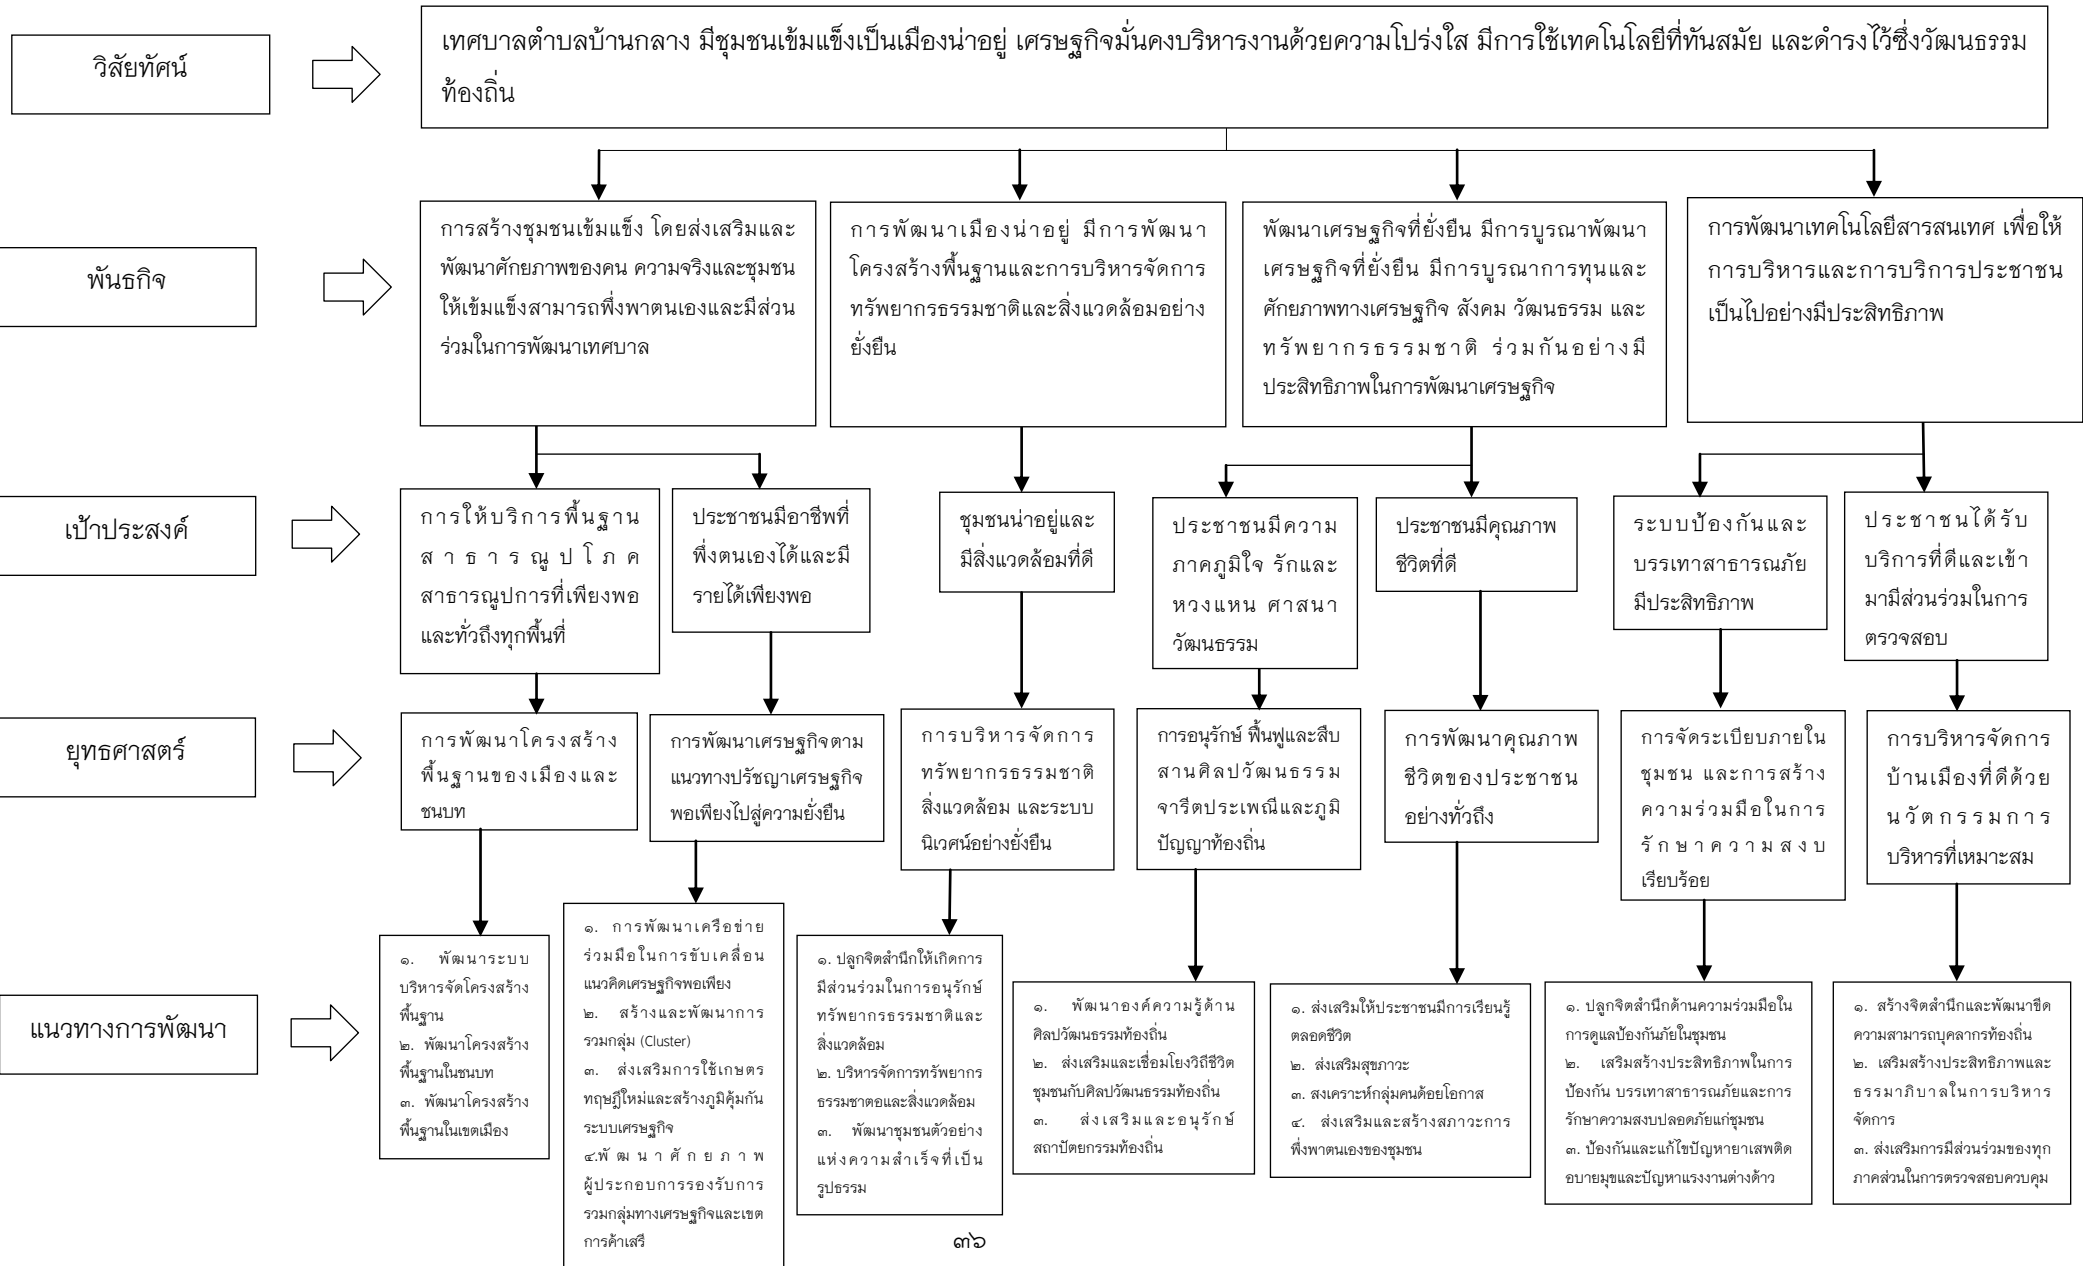 วิสัยทัศน์
เทศบาลตำบลบ้านกลาง มีชุมชนเข้มแข็งเป็นเมืองน่าอยู่ เศรษฐกิจมั่นคงบริหารงานด้วยความโปร่งใส มีการใช้เทคโนโลยีที่ทันสมัย และดำรงไว้ซึ่งวัฒนธรรม
ท้องถิ่น
พันธกิจ
การสร้างชุมชนเข้มแข็ง โดยส่งเสริมและ
พัฒนาศักยภาพของคน ความจริงและชุมชน
ให้เข้มแข็งสามารถพึ่งพาตนเองและมีส่วน
ร่วมในการพัฒนาเทศบาล
การพัฒนาเมืองน่าอยู่ มีการพัฒนา
โครงสร้างพื้นฐานและการบริหารจัดการ
ทรัพยากรธรรมชาติและสิ่งแวดล้อมอย่าง
ยั่งยืน
พัฒนาเศรษฐกิจที่ยั่งยืน มีการบูรณาพัฒนา
เศรษฐกิจที่ยั่งยืน มีการบูรณาการทุนและ
ศักยภาพทางเศรษฐกิจ สังคม วัฒนธรรม และ
ทรัพยากรธรรมชาติ ร่วมกันอย่างมี
ประสิทธิภาพในการพัฒนาเศรษฐกิจ
การพัฒนาเทคโนโลยีสารสนเทศ เพื่อให้
การบริหารและการบริการประชาชน
เป็นไปอย่างมีประสิทธิภาพ
เป้าประสงค์
การให้บริการพื้นฐาน
สาธารณูปโภค
สาธารณูปการที่เพียงพอ
และทั่วถึงทุกพื้นที่
ประชาชนมีอาชีพที่
พึ่งตนเองได้และมี
รายได้เพียงพอ
ชุมชนน่าอยู่และ
มีสิ่งแวดล้อมที่ดี
ประชาชนมีความ
ภาคภูมิใจ รักและ
หวงแหน ศาสนา
วัฒนธรรม
ประชาชนมีคุณภาพ
ชีวิตที่ดี
ระบบป้องกันและ
บรรเทาสาธารณภัย
มีประสิทธิภาพ
ประชาชนได้รับ
บริการที่ดีและเข้า
มามีส่วนร่วมในการ
ตรวจสอบ
ยุทธศาสตร์
การพัฒนาโครงสร้าง
พื้นฐานของเมืองและ
ชนบท
การพัฒนาเศรษฐกิจตาม
แนวทางปรัชญาเศรษฐกิจ
พอเพียงไปสู่ความยั่งยืน
การบริหารจัดการ
ทรัพยากรธรรมชาติ
สิ่งแวดล้อม และระบบ
นิเวศน์อย่างยั่งยืน
การอนุรักษ์ ฟื้นฟูและสืบ
สานศิลปวัฒนธรรม
จารีตประเพณีและภูมิ
ปัญญาท้องถิ่น
การพัฒนาคุณภาพ
ชีวิตของประชาชน
อย่างทั่วถึง
การจัดระเบียบภายใน
ชุมชน และการสร้าง
ความร่วมมือในการ
รักษาความสงบ
เรียบร้อย
การบริหารจัดการ
บ้านเมืองที่ดีด้วย
นวัตกรรมการ
บริหารที่เหมาะสม
แนวทางการพัฒนา
๑. พัฒนาระบบ
บริหารจัดโครงสร้าง
พื้นฐาน
๒. พัฒนาโครงสร้าง
พื้นฐานในชนบท
๓. พัฒนาโครงสร้าง
พื้นฐานในเขตเมือง
๑. การพัฒนาเครือข่าย
ร่วมมือในการขับเคลื่อน
แนวคิดเศรษฐกิจพอเพียง
๒. สร้างและพัฒนาการ
รวมกลุ่ม (Cluster)
๓. ส่งเสริมการใช้เกษตร
ทฤษฎีใหม่และสร้างภูมิคุ้มกัน
ระบบเศรษฐกิจ
๔.พัฒนาศักยภาพ
ผู้ประกอบการรองรับการ
รวมกลุ่มทางเศรษฐกิจและเขต
การค้าเสรี
๑. ปลูกจิตสำนึกให้เกิดการ
มีส่วนร่วมในการอนุรักษ์
ทรัพยากรธรรมชาติและ
สิ่งแวดล้อม
๒. บริหารจัดการทรัพยากร
ธรรมชาตอและสิ่งแวดล้อม
๓. พัฒนาชุมชนตัวอย่าง
แห่งความสำเร็จที่เป็น
รูปธรรม
๑. พัฒนาองค์ความรู้ด้าน
ศิลปวัฒนธรรมท้องถิ่น
๒. ส่งเสริมและเชื่อมโยงวิถีชีวิต
ชุมชนกับศิลปวัฒนธรรมท้องถิ่น
๓. ส่งเสริมและอนุรักษ์
สถาปัตยกรรมท้องถิ่น
๑. ส่งเสริมให้ประชาชนมีการเรียนรู้
ตลอดชีวิต
๒. ส่งเสริมสุขภาวะ
๓. สงเคราะห์กลุ่มคนด้อยโอกาส
๔. ส่งเสริมและสร้างสภาวะการ
พึ่งพาตนเองของชุมชน
๑. ปลูกจิตสำนึกด้านความร่วมมือใน
การดูแลป้องกันภัยในชุมชน
๒. เสริมสร้างประสิทธิภาพในการ
ป้องกัน บรรเทาสาธารณภัยและการ
รักษาความสงบปลอดภัยแก่ชุมชน
๓. ป้องกันและแก้ไขปัญหายาเสพติด
อบายมุขและปัญหาแรงงานต่างด้าว
๑. สร้างจิตสำนึกและพัฒนาขีด
ความสามารถบุคลากรท้องถิ่น
๒. เสริมสร้างประสิทธิภาพและ
ธรรมาภิบาลในการบริหาร
จัดการ
๓. ส่งเสริมการมีส่วนร่วมของทุก
ภาคส่วนในการตรวจสอบควบคุม
๓๖